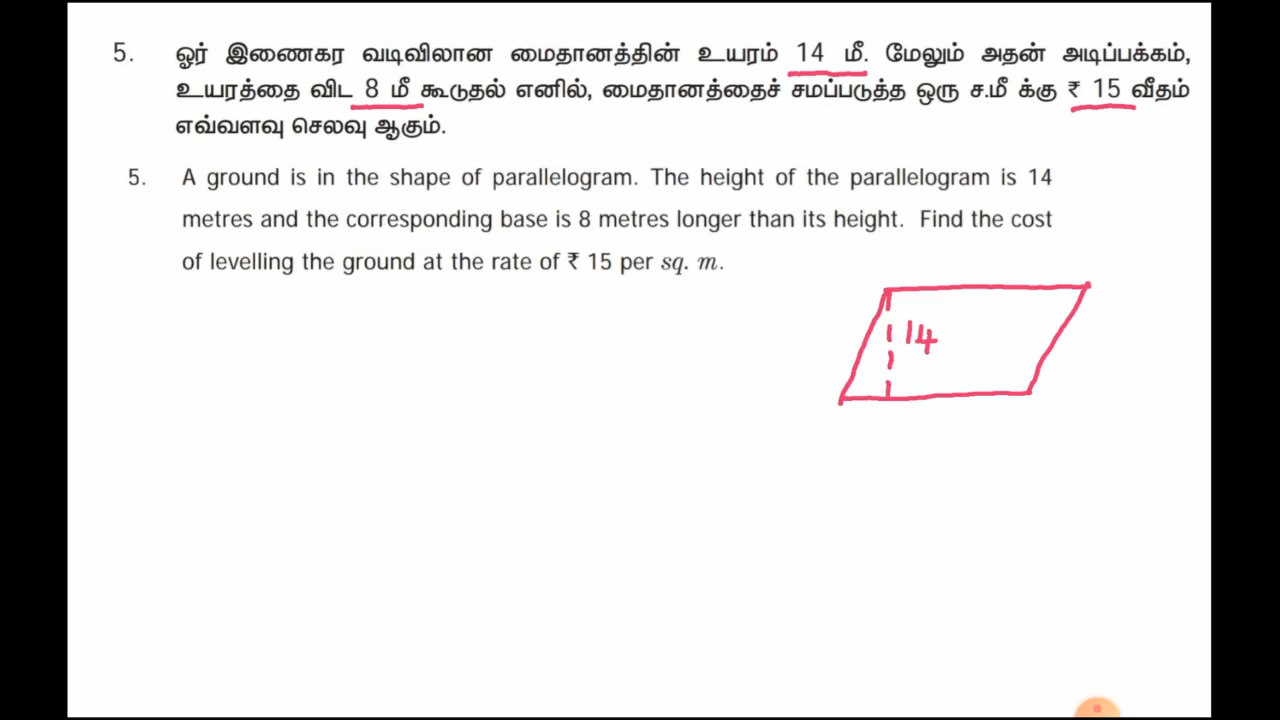 5. ஓர் இணைகர வடிவிலான மைதானத்தின் உயரம் 14 மீ. மேலும் அதன் அடிப்பக்கம்,
உயரத்தை விட 8 மீ கூடுதல் எனில், மைதானத்தைச் சமப்படுத்த ஒரு ச.மீ க்கு ₹ 15 வீதம்
எவ்வளவு செலவு ஆகும்.
5. A ground is in the shape of parallelogram. The height of the parallelogram is 14
metres and the corresponding base is 8 metres longer than its height. Find the cost
of levelling the ground at the rate of ₹ 15 per sq. m.
14